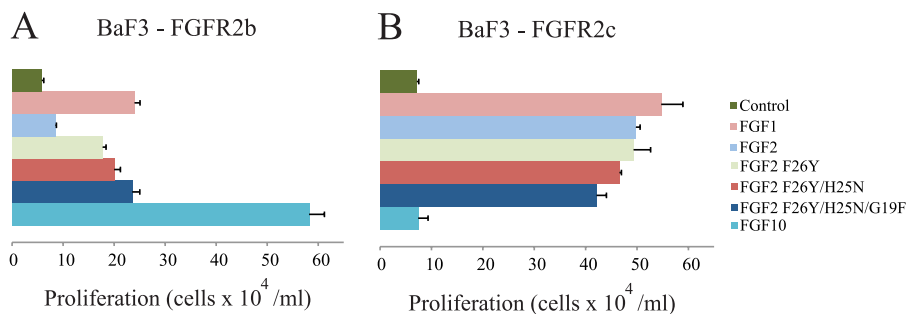 A BaF3 - FGFR2b
B BaF3 - FGFR2c
Control
FGF1
FGF2
FGF2 F26Y
FGF2 F26Y/H25N
FGF2 F26Y/H25N/G19F
FGF10
0 10 20 30 40 50 60
0 10 20 30 40 50 60
Proliferation (cells x 10^4 /ml)
Proliferation (cells x 10^4 /ml)